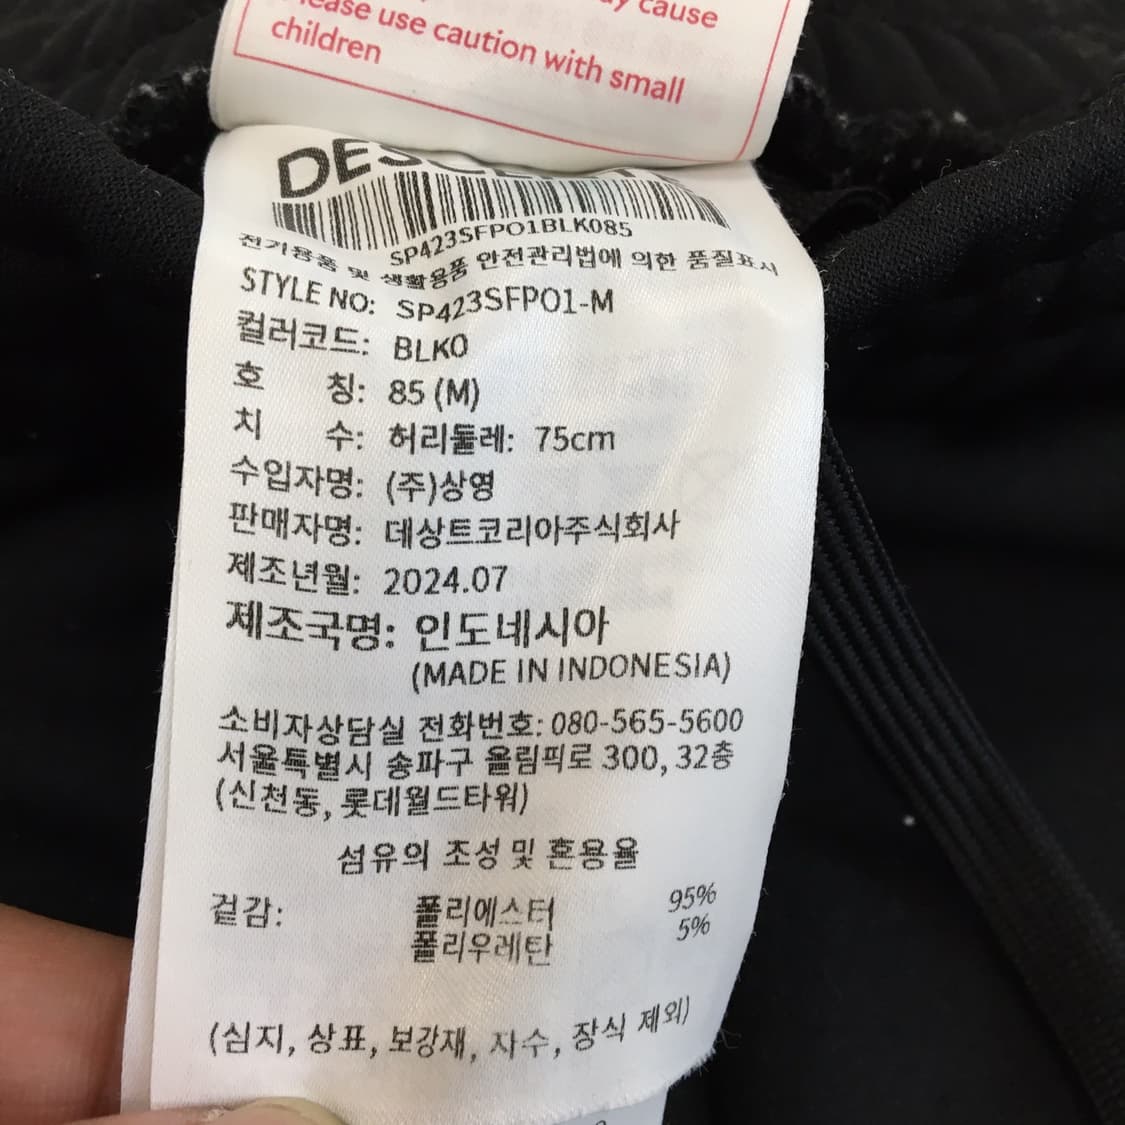 cause
Please use caution with small
children
SP423SFPO1BLK085
전기용품 및 생활용품 안전관리법에 의한 품질표시
STYLE NO: SP423SFPO1-M
컬러코드: BLK0
호 칭: 85 (M)
치 수: 허리둘레: 75cm
수입자명: (주)상영
판매자명: 데상트코리아주식회사
제조년월: 2024.07
제조국명: 인도네시아
(MADE IN INDONESIA)
소비자상담실 전화번호: 080-565-5600
서울특별시 송파구 올림픽로 300, 32층
(신천동, 롯데월드타워)
섬유의 조성 및 혼용율
겉감: 폴리에스터 95%
폴리우레탄 5%
(심지, 상표, 보강재, 자수, 장식 제외)